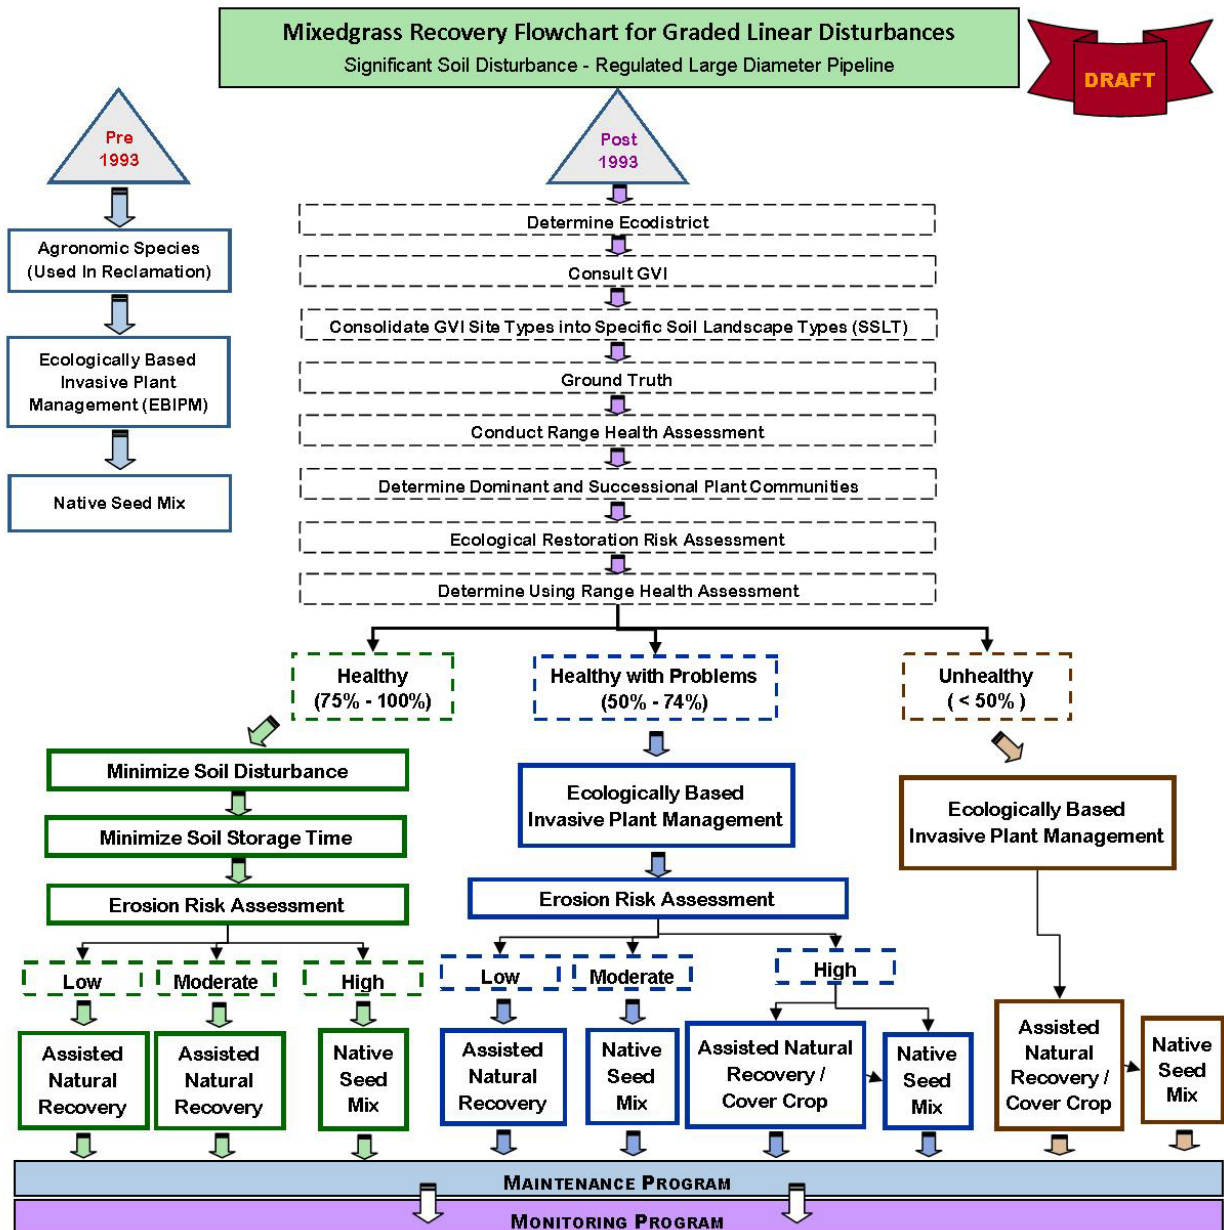 Mixedgrass Recovery Flowchart for Graded Linear Disturbances
Significant Soil Disturbance - Regulated Large Diameter Pipeline
DRAFT
Pre
1993
Agronomic Species
(Used In Reclamation)
Ecologically Based
Invasive Plant
Management (EBIPM)
Native Seed Mix
Post
1993
Determine Ecodistrict
Consult GVI
Consolidate GVI Site Types into Specific Soil Landscape Types (SSLT)
Ground Truth
Conduct Range Health Assessment
Determine Dominant and Successional Plant Communities
Ecological Restoration Risk Assessment
Determine Using Range Health Assessment
Healthy
(75% - 100%)
Healthy with Problems
(50% - 74%)
Unhealthy
( < 50% )
Minimize Soil Disturbance
Minimize Soil Storage Time
Erosion Risk Assessment
Low
Moderate
High
Assisted
Natural
Recovery
Assisted
Natural
Recovery
Native
Seed
Mix
Ecologically Based
Invasive Plant Management
Erosion Risk Assessment
Low
Moderate
High
Assisted
Natural
Recovery
Native
Seed
Mix
Assisted Natural
Recovery /
Cover Crop
Native
Seed
Mix
Ecologically Based
Invasive Plant Management
Assisted
Natural
Recovery /
Cover Crop
Native
Seed
Mix
MAINTENANCE PROGRAM
MONITORING PROGRAM